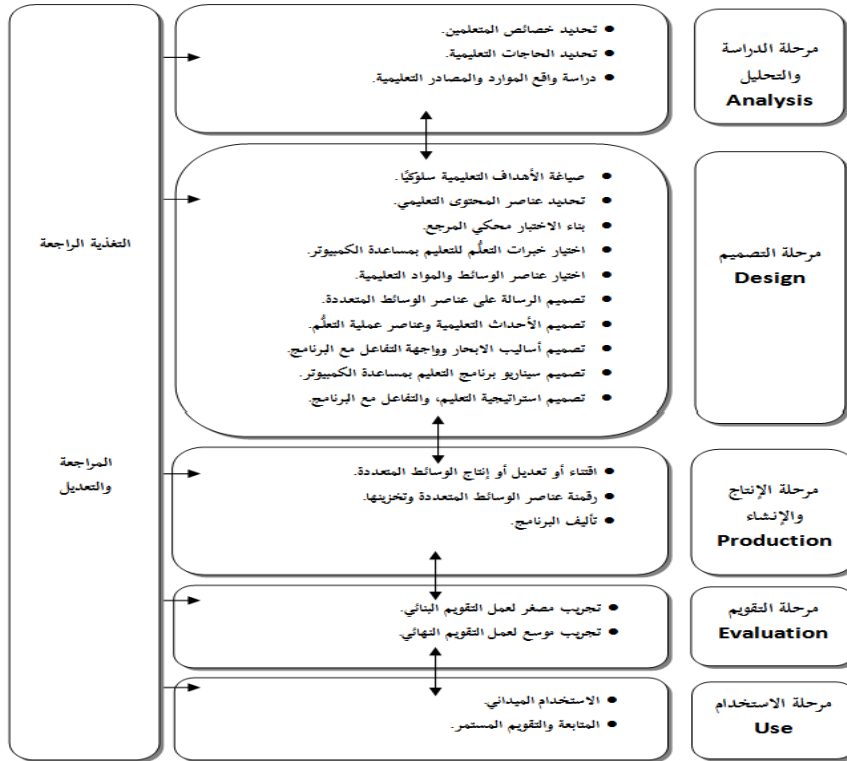 مرحلة الدراسة
والتحليل
Analysis
• تحديد خصائص المتعلمين.
• تحديد الحاجات التعليمية.
• دراسة واقع الموارد والمصادر التعليمية.
مرحلة التصميم
Design
• صياغة الأهداف التعليمية سلوكيًا.
• تحديد عناصر المحتوى التعليمي.
• بناء الاختبار محكي المرجع.
• اختيار خبرات التعلُّم للتعليم بمساعدة الكمبيوتر.
• اختيار عناصر الوسائط والمواد التعليمية.
• تصميم الرسالة على عناصر الوسائط المتعددة.
• تصميم الأحداث التعليمية وعناصر عملية التعلُّم.
• تصميم أساليب الابحار وواجهة التفاعل مع البرنامج.
• تصميم سيناريو برنامج التعليم بمساعدة الكمبيوتر.
• تصميم استراتيجية التعليم، والتفاعل مع البرنامج.
مرحلة الإنتاج
والإنشاء
Production
• اقتناء أو تعديل أو إنتاج الوسائط المتعددة.
• رقمنة عناصر الوسائط المتعددة وتخزينها.
• تأليف البرنامج.
مرحلة التقويم
Evaluation
• تجريب مصغر لعمل التقويم البنائي.
• تجريب موسع لعمل التقويم النهائي.
مرحلة الاستخدام
Use
• الاستخدام الميداني.
• المتابعة والتقويم المستمر.
التغذية الراجعة
المراجعة
والتعديل